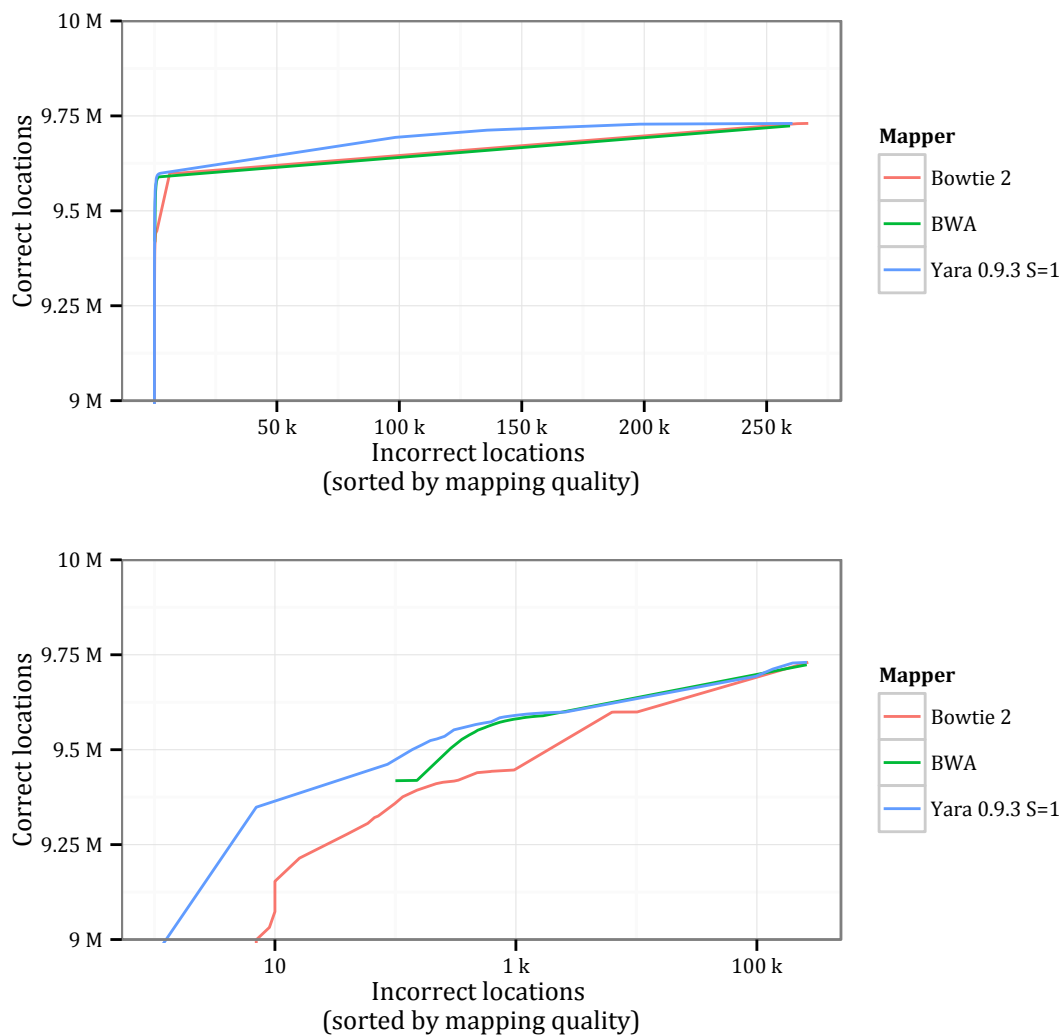 10 M
9.75 M
9.5 M
9.25 M
9 M
Correct locations
50 k
100 k
150 k
200 k
250 k
Incorrect locations
(sorted by mapping quality)
Mapper
Bowtie 2
BWA
Yara 0.9.3 S=1
10 M
9.75 M
9.5 M
9.25 M
9 M
Correct locations
10
1 k
100 k
Incorrect locations
(sorted by mapping quality)
Mapper
Bowtie 2
BWA
Yara 0.9.3 S=1